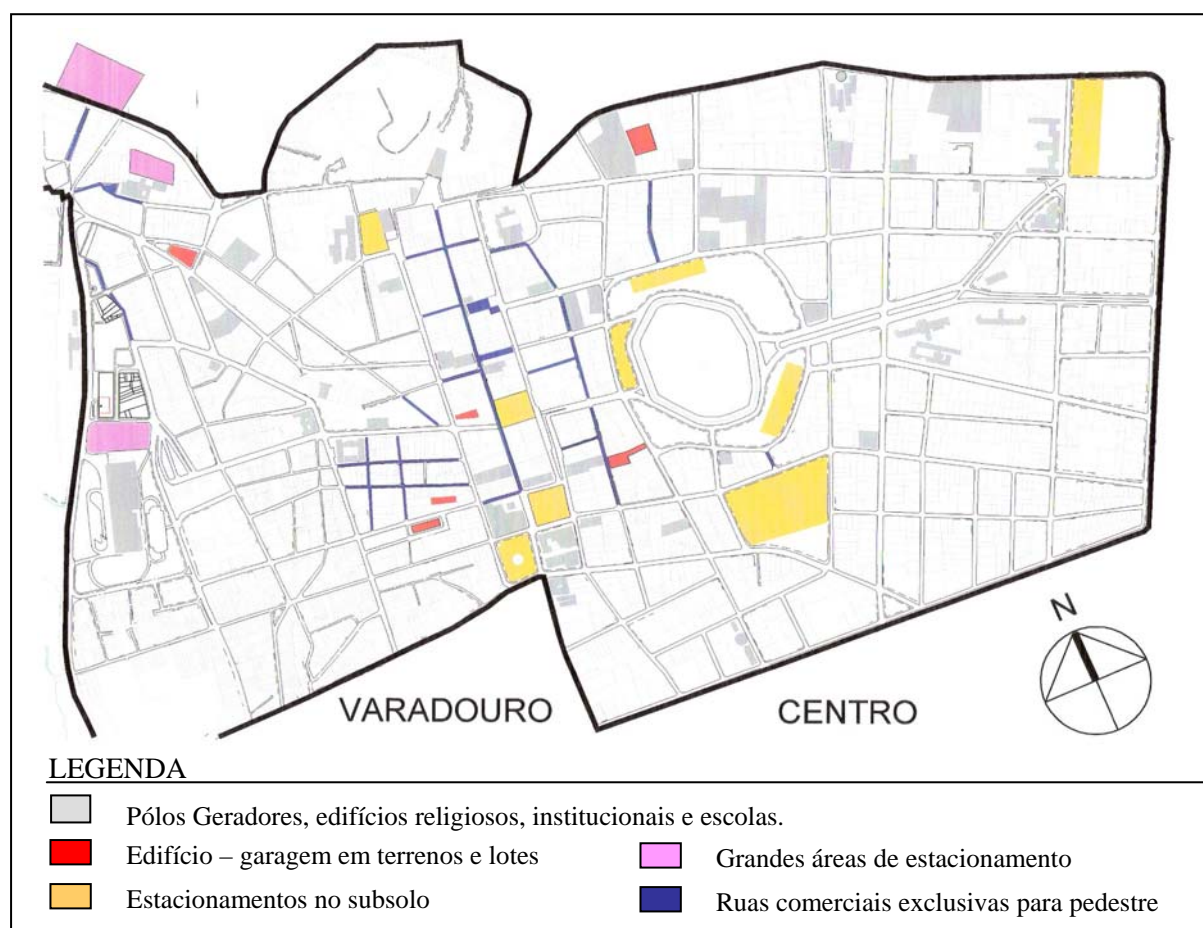 N
VARADOURO
CENTRO
LEGENDA
Pólos Geradores, edifícios religiosos, institucionais e escolas.
Edifício – garagem em terrenos e lotes
Grandes áreas de estacionamento
Estacionamentos no subsolo
Ruas comerciais exclusivas para pedestre